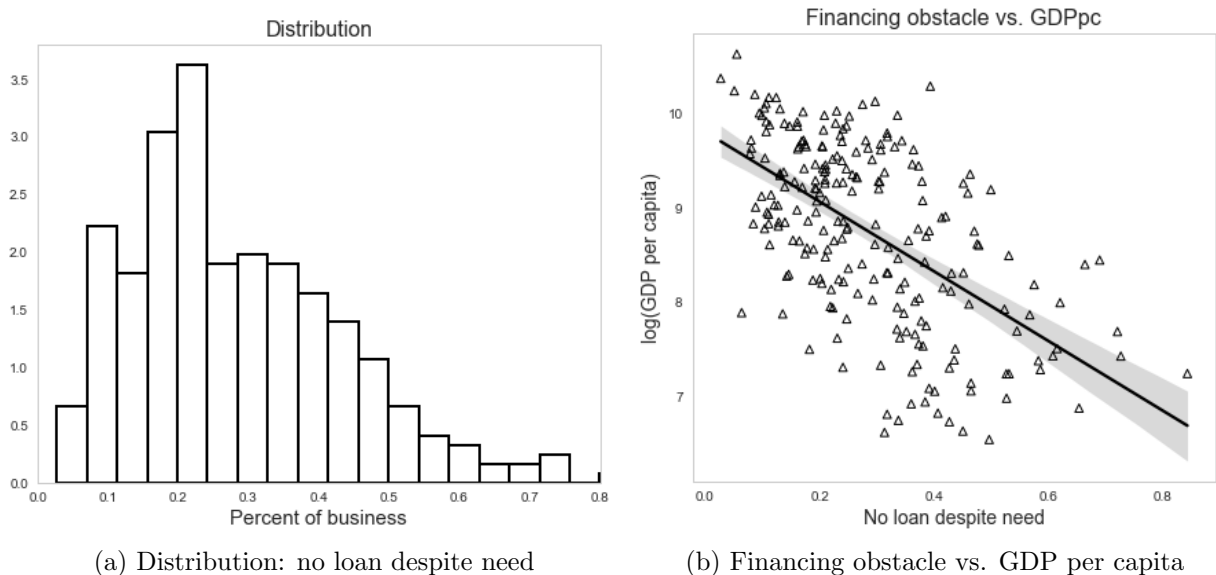 Distribution
3.5
3.0
2.5
2.0
1.5
1.0
0.5
0.0
0.0 0.1 0.2 0.3 0.4 0.5 0.6 0.7 0.8
Percent of business
(a) Distribution: no loan despite need
Financing obstacle vs. GDPpc
log(GDP per capita)
10
9
8
7
0.0 0.2 0.4 0.6 0.8
No loan despite need
(b) Financing obstacle vs. GDP per capita